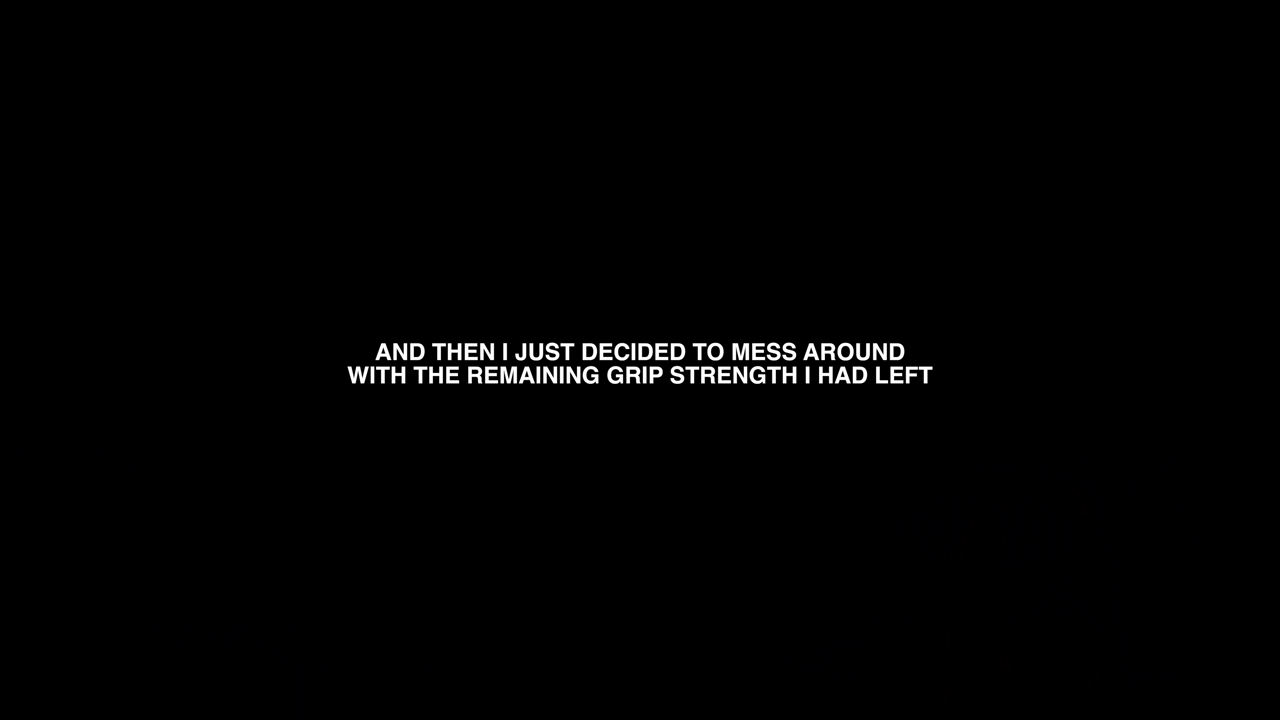 AND THEN I JUST DECIDED TO MESS AROUND
WITH THE REMAINING GRIP STRENGTH I HAD LEFT